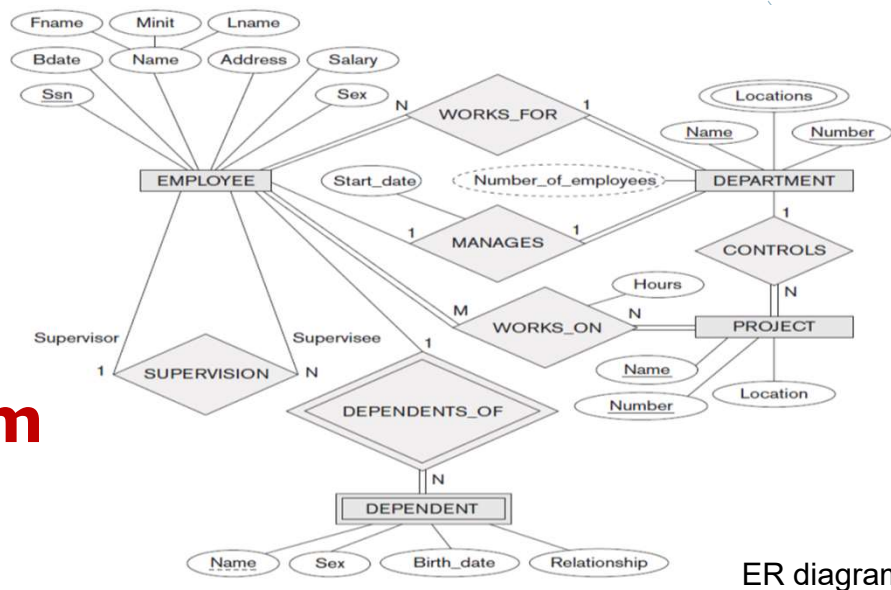 Fname Minit Lname
Bdate Name Address Salary
Ssn Sex
N WORKS_FOR 1
Locations
Name Number
EMPLOYEE Start_date Number_of_employees DEPARTMENT
1 MANAGES 1
1
CONTROLS
N
Hours
M WORKS_ON N PROJECT
Supervisor Supervisee
1 SUPERVISION N
1
Name
Number Location
DEPENDENTS_OF
m
N
DEPENDENT
Name Sex Birth_date Relationship
ER diagran